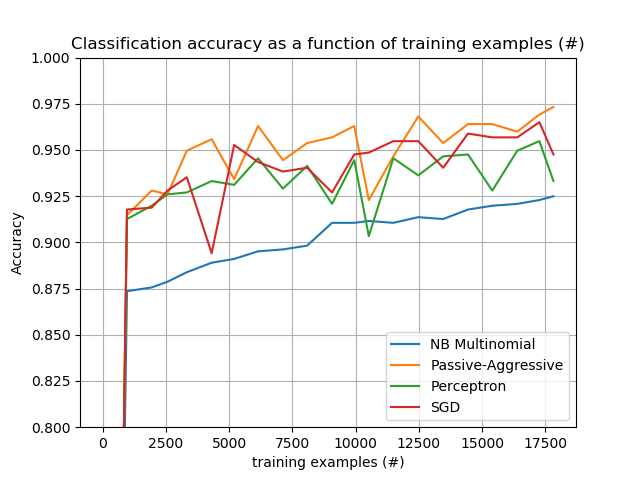 Classification accuracy as a function of training examples (#)
1.000
0.975
0.950
0.925
0.900
0.875
0.850
0.825
0.800
Accuracy
NB Multinomial
Passive-Aggressive
Perceptron
SGD
0 2500 5000 7500 10000 12500 15000 17500
training examples (#)